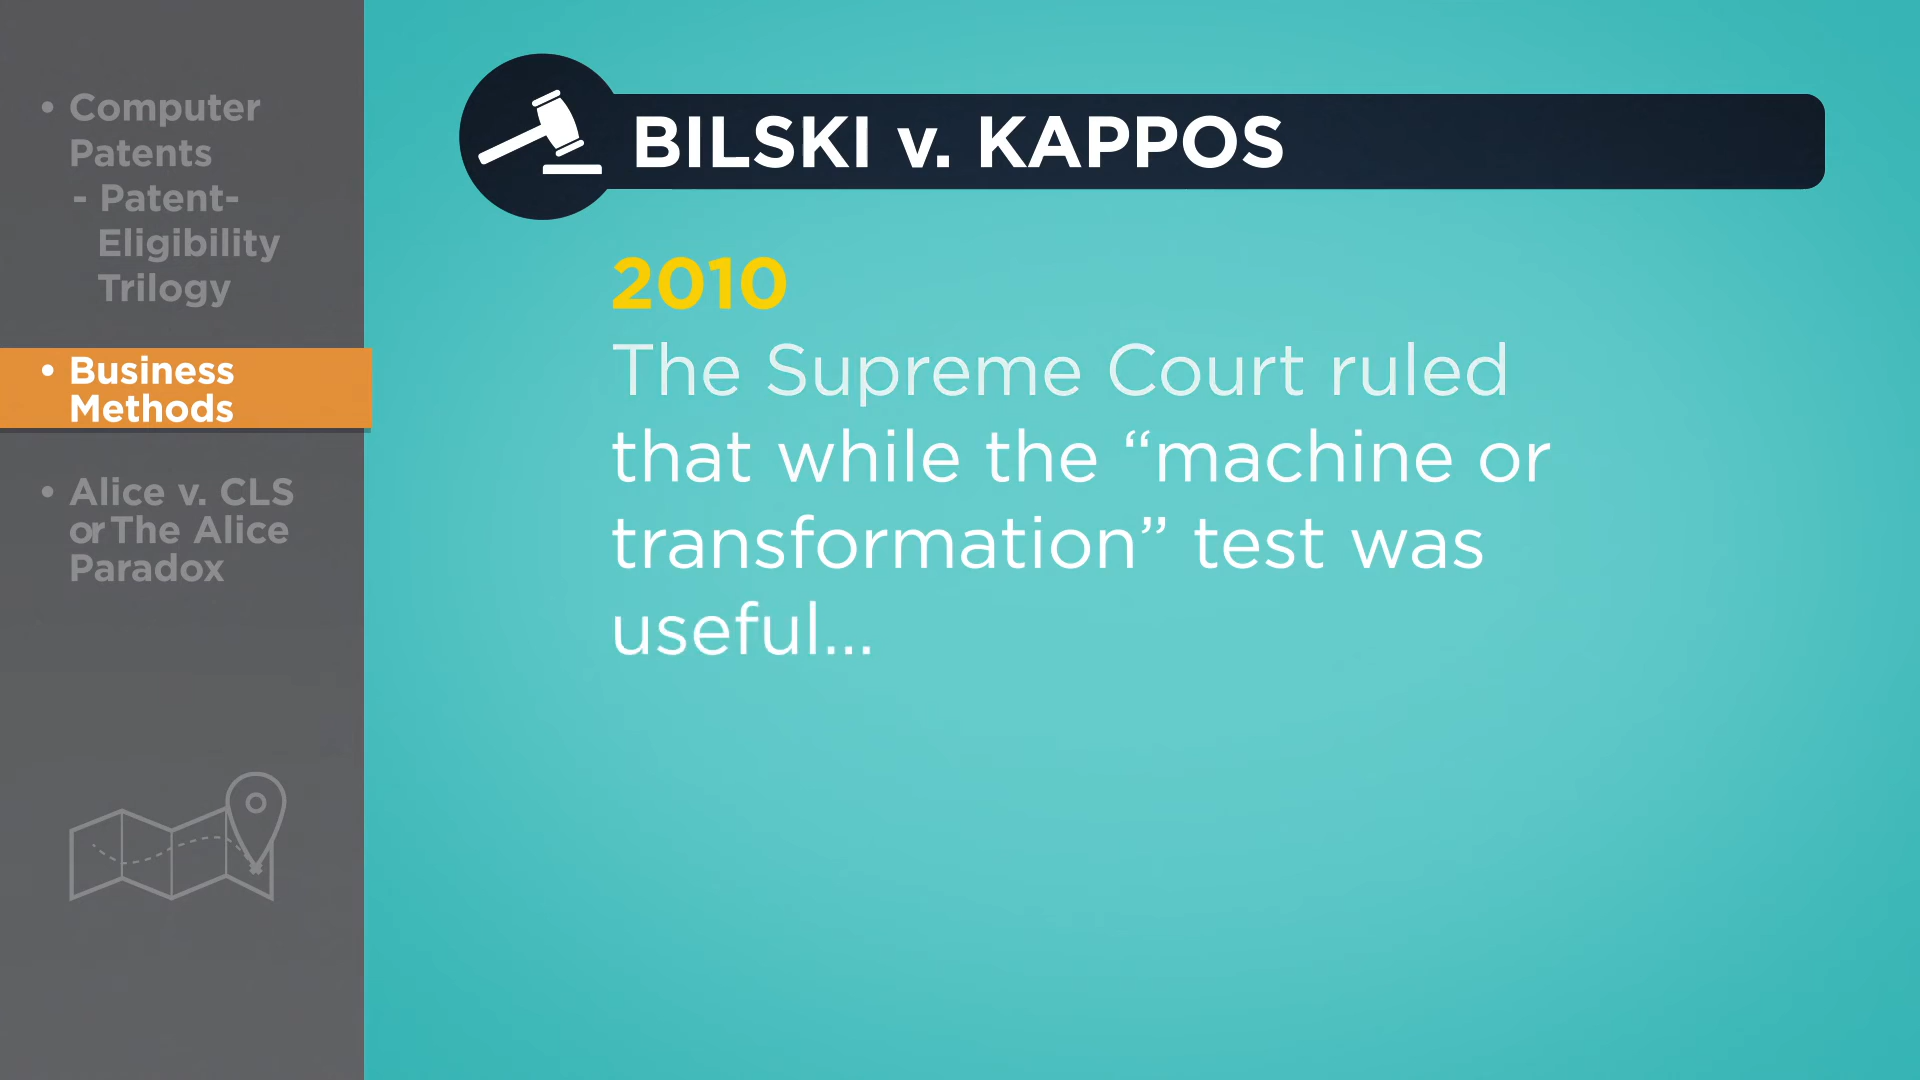 • Computer
Patents
- Patent-
Eligibility
Trilogy
• Business
Methods
• Alice v. CLS
or The Alice
Paradox
BILSKI v. KAPPOS
2010
The Supreme Court ruled
that while the “machine or
transformation” test was
useful...